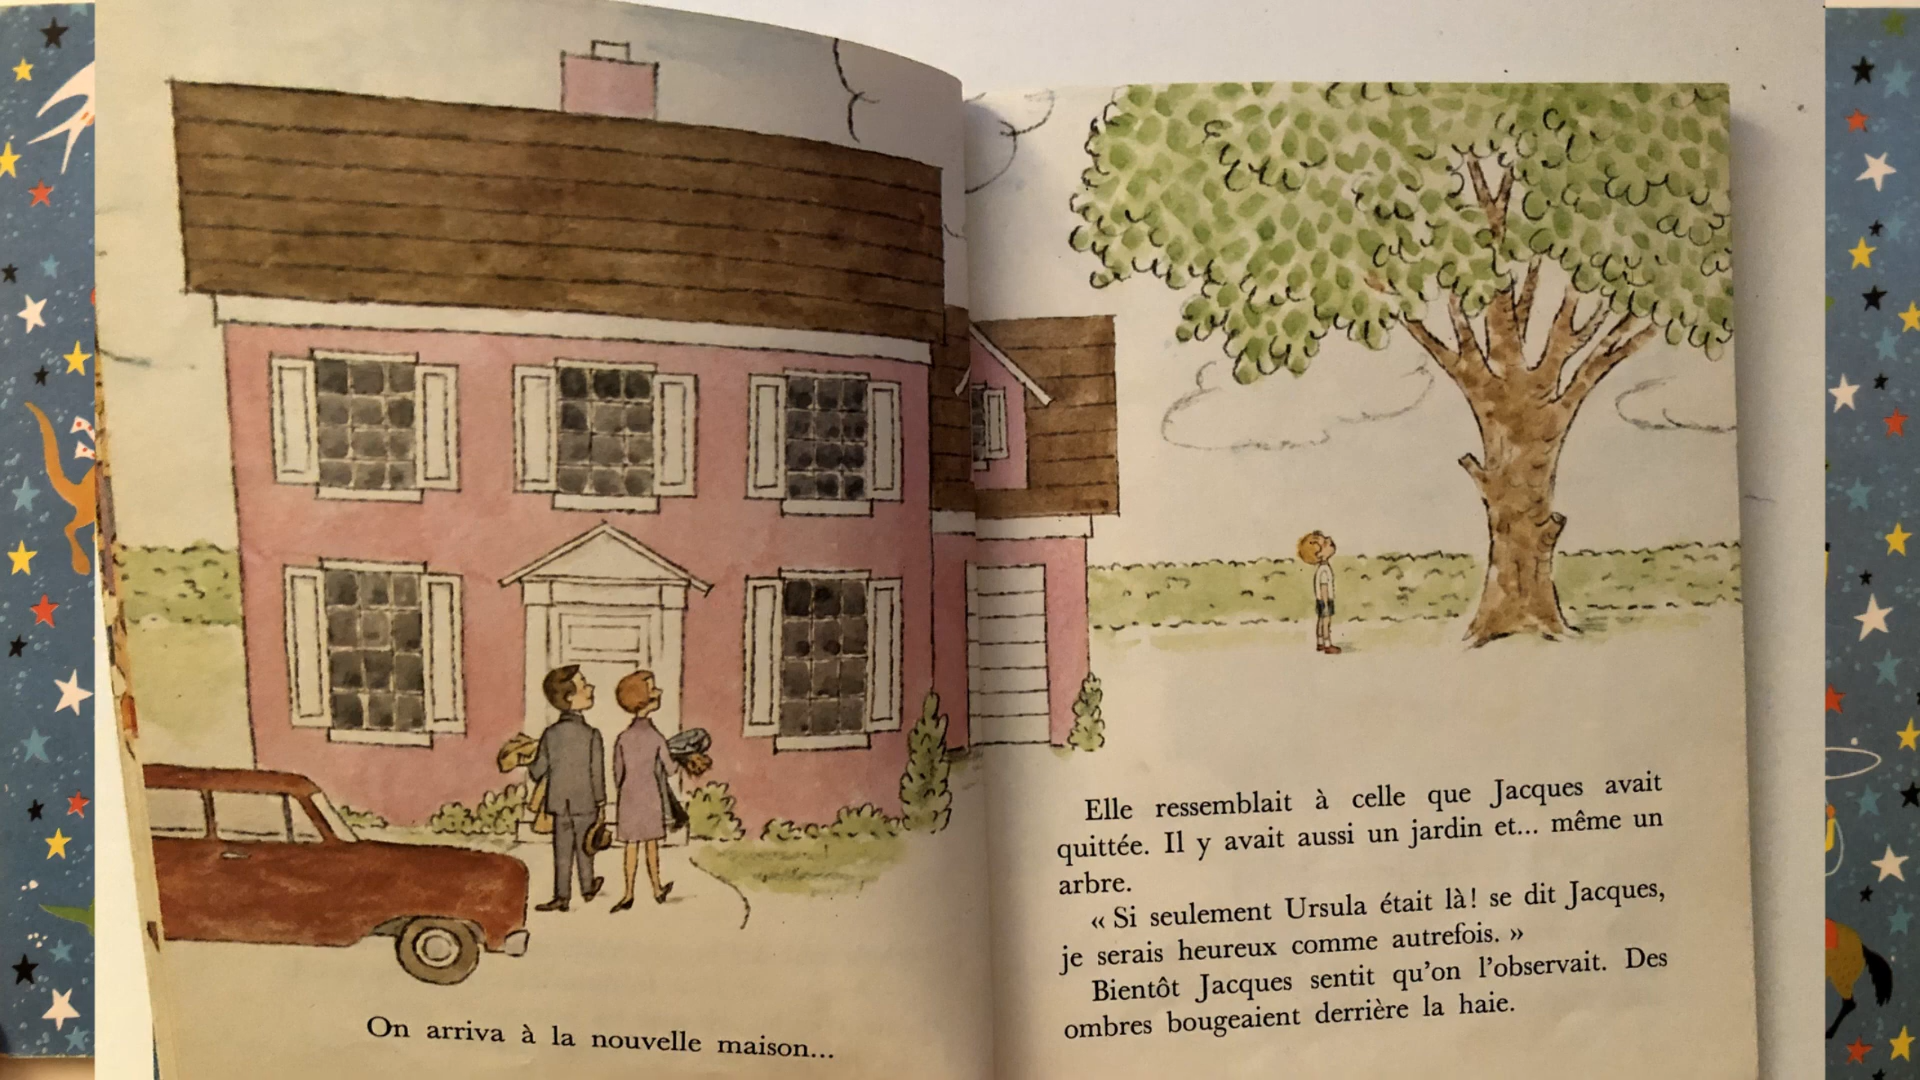 On arriva à la nouvelle maison...
Elle ressemblait à celle que Jacques avait
quittée. Il y avait aussi un jardin et... même un
arbre.
« Si seulement Ursula était là! se dit Jacques,
je serais heureux comme autrefois. »
Bientôt Jacques sentit qu'on l'observait. Des
ombres bougeaient derrière la haie.